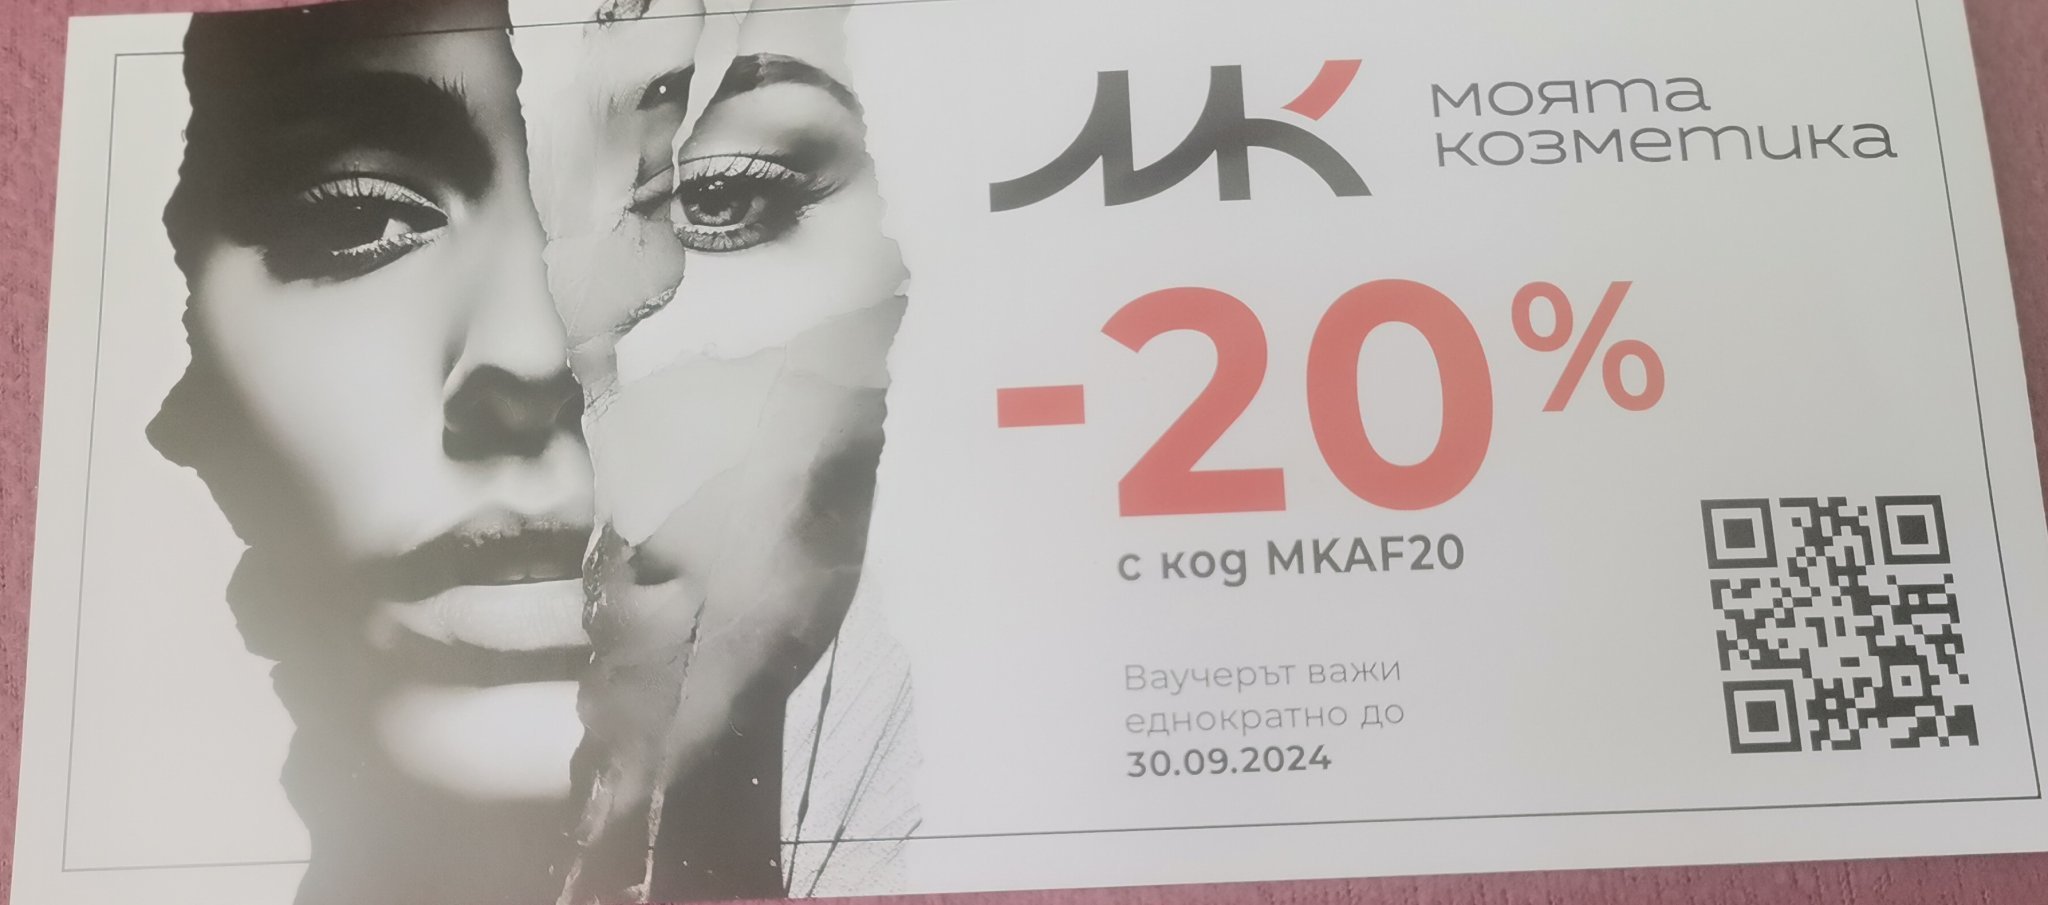 МК
моята
козметика
-20%
с код MKAF20
Ваучерът важи
еднократно до
30.09.2024